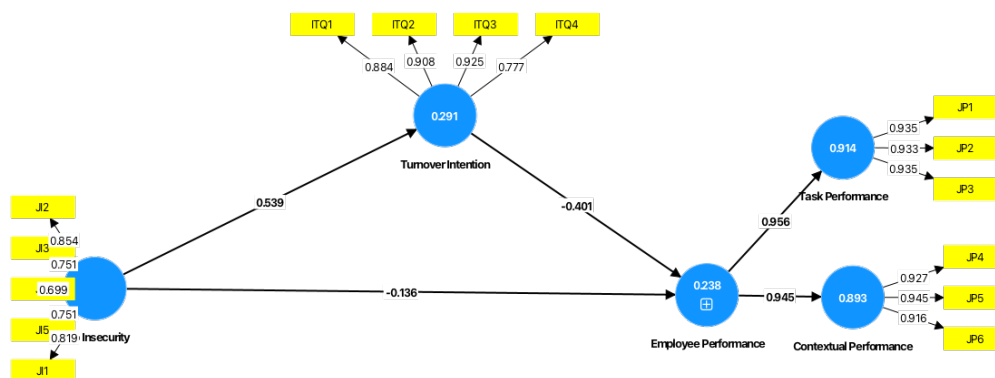 ITQ1 ITQ2 ITQ3 ITQ4
0.884 0.908 0.925 0.777
0.291
Turnover Intention
JP1
JP2
JP3
0.935
0.933
0.935
0.914
Task Performance
0.539
-0.401
0.956
JI2
0.854
JI3
0.751
0.699
0.751
JI5
0.819
JI1
Insecurity
-0.136
0.238
Employee Performance
0.945
0.893
Contextual Performance
JP4
0.927
JP5
0.945
0.916
JP6